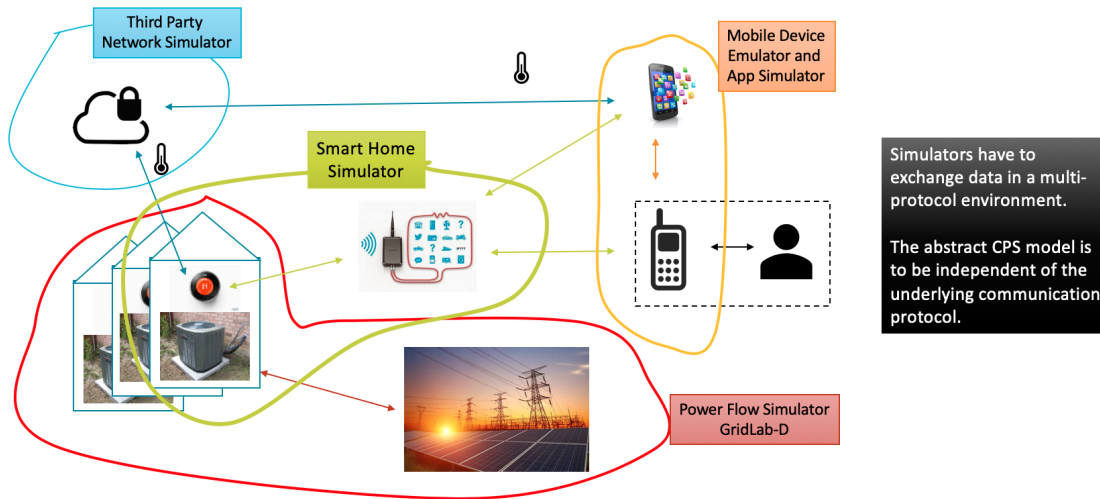 Third Party
Network Simulator
Mobile Device
Emulator and
App Simulator
Smart Home
Simulator
Simulators have to
exchange data in a multi-
protocol environment.
The abstract CPS model is
to be independent of the
underlying communication
protocol.
Power Flow Simulator
GridLab-D